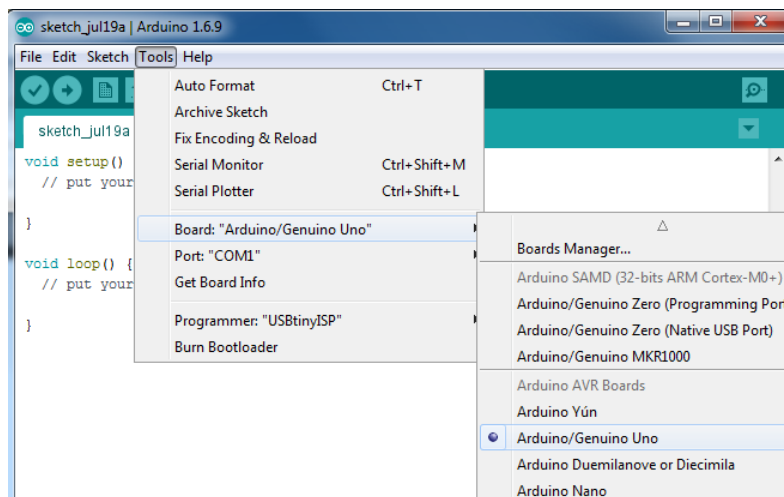 sketch_jul19a | Arduino 1.6.9
File Edit Sketch Tools Help
sketch_jul19a
void setup()
// put your
}
void loop() {
// put your
}
Auto Format Ctrl+T
Archive Sketch
Fix Encoding & Reload
Serial Monitor Ctrl+Shift+M
Serial Plotter Ctrl+Shift+L
Board: "Arduino/Genuino Uno"
Port: "COM1"
Get Board Info
Programmer: "USBtinyISP"
Burn Bootloader
Boards Manager...
Arduino SAMD (32-bits ARM Cortex-M0+)
Arduino/Genuino Zero (Programming Por
Arduino/Genuino Zero (Native USB Port)
Arduino/Genuino MKR1000
Arduino AVR Boards
Arduino Yún
Arduino/Genuino Uno
Arduino Duemilanove or Diecimila
Arduino Nano